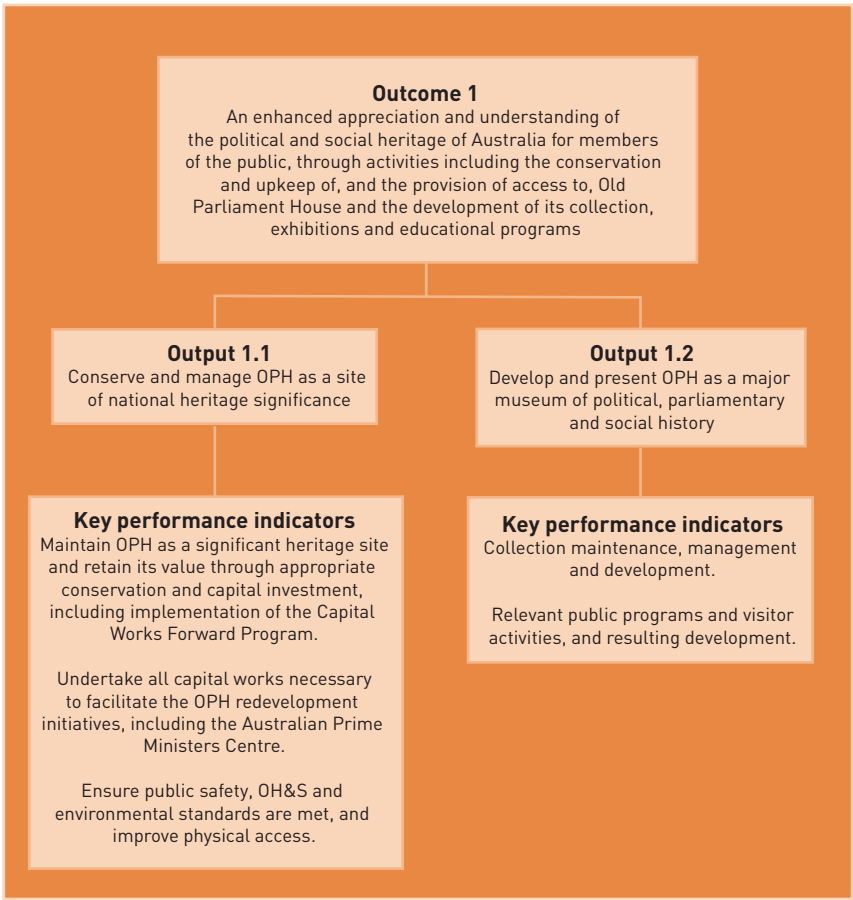 Outcome 1
An enhanced appreciation and understanding of
the political and social heritage of Australia for members
of the public, through activities including the conservation
and upkeep of, and the provision of access to, Old
Parliament House and the development of its collection,
exhibitions and educational programs
Output 1.1
Conserve and manage OPH as a site
of national heritage significance
Output 1.2
Develop and present OPH as a major
museum of political, parliamentary
and social history
Key performance indicators
Maintain OPH as a significant heritage site
and retain its value through appropriate
conservation and capital investment,
including implementation of the Capital
Works Forward Program.
Undertake all capital works necessary
to facilitate the OPH redevelopment
initiatives, including the Australian Prime
Ministers Centre.
Ensure public safety, OH&S and
environmental standards are met, and
improve physical access.
Key performance indicators
Collection maintenance, management
and development.
Relevant public programs and visitor
activities, and resulting development.